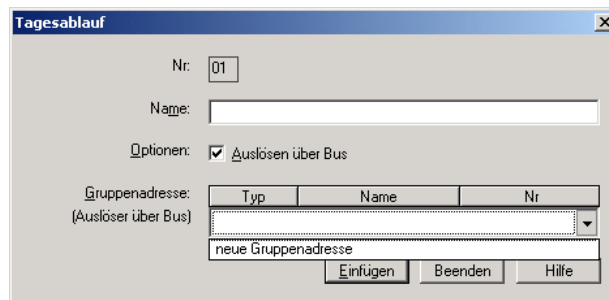 Tagesablauf
Nr: 01
Name:
Optionen: Auslösen über Bus
Gruppenadresse: Typ Name Nr
(Auslöser über Bus)
neue Gruppenadresse
Einfügen Beenden Hilfe